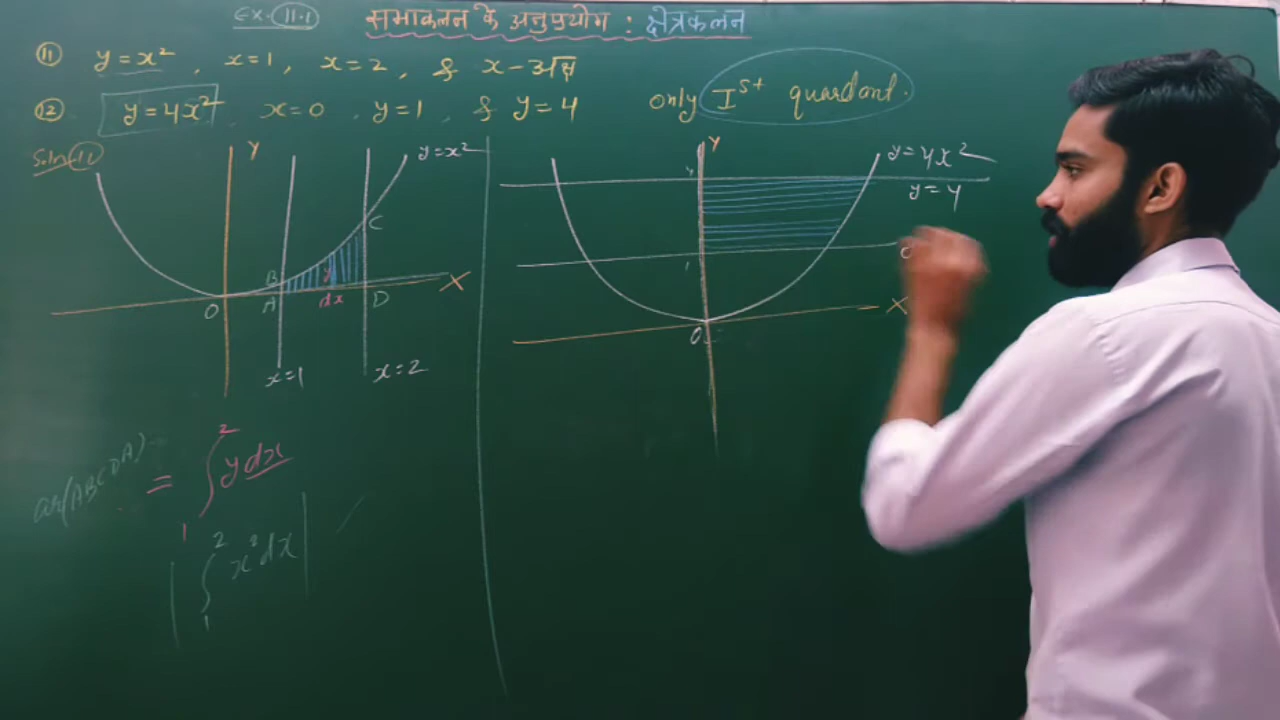 Ex. 11.1 समाकलन के अनुप्रयोग : क्षेत्रकलन
11 y = x² , x = 1 , x = 2 , & x - अक्ष
12 y = 4x² , x = 0 , y = 1 , & y = 4 only Iˢᵗ quardant.
Soln 11
Y
y = x²
C
B
y
X
O
A
dx
D
x = 1
x = 2
ar(ABCDA) = ∫₁² y dx
| ∫₁² x² dx |
Y
y = 4x²
4
y = 4
1
X
O